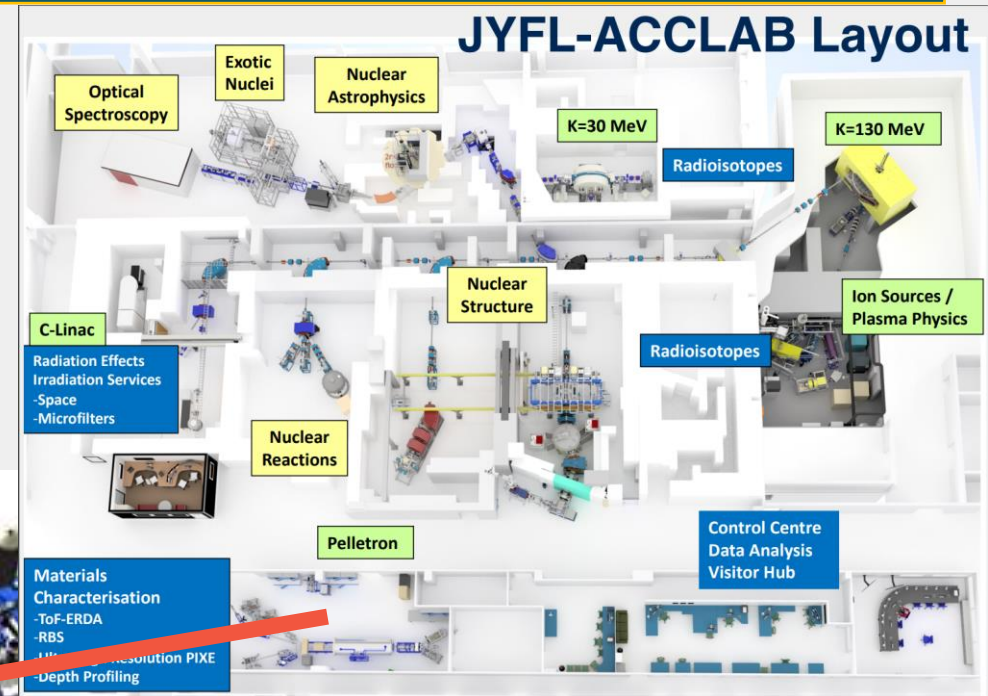 JYFL-ACCLAB Layout
Optical
Spectroscopy
Exotic
Nuclei
Nuclear
Astrophysics
K=30 MeV
K=130 MeV
Radioisotopes
Nuclear
Structure
Ion Sources /
Plasma Physics
C-Linac
Radiation Effects
Irradiation Services
-Space
-Microfilters
Radioisotopes
Nuclear
Reactions
Pelletron
Control Centre
Data Analysis
Visitor Hub
Materials
Characterisation
-ToF-ERDA
-RBS
PIXE
-Depth Profiling